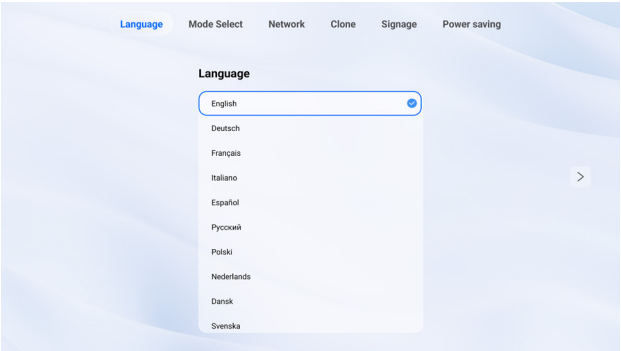 Language Mode Select Network Clone Signage Power saving
Language
English
Deutsch
Français
Italiano
Español
Русский
Polski
Nederlands
Dansk
Svenska